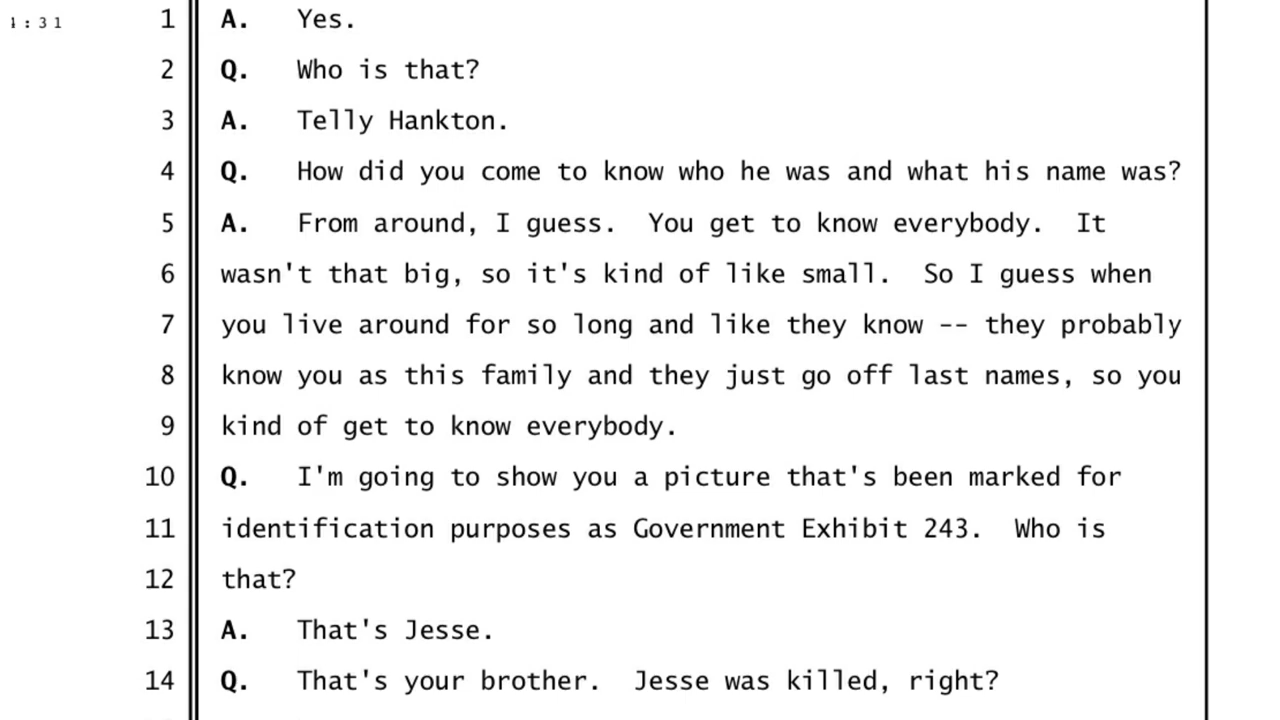 1:31 1 A. Yes.
2 Q. Who is that?
3 A. Telly Hankton.
4 Q. How did you come to know who he was and what his name was?
5 A. From around, I guess. You get to know everybody. It
6 wasn't that big, so it's kind of like small. So I guess when
7 you live around for so long and like they know -- they probably
8 know you as this family and they just go off last names, so you
9 kind of get to know everybody.
10 Q. I'm going to show you a picture that's been marked for
11 identification purposes as Government Exhibit 243. Who is
12 that?
13 A. That's Jesse.
14 Q. That's your brother. Jesse was killed, right?